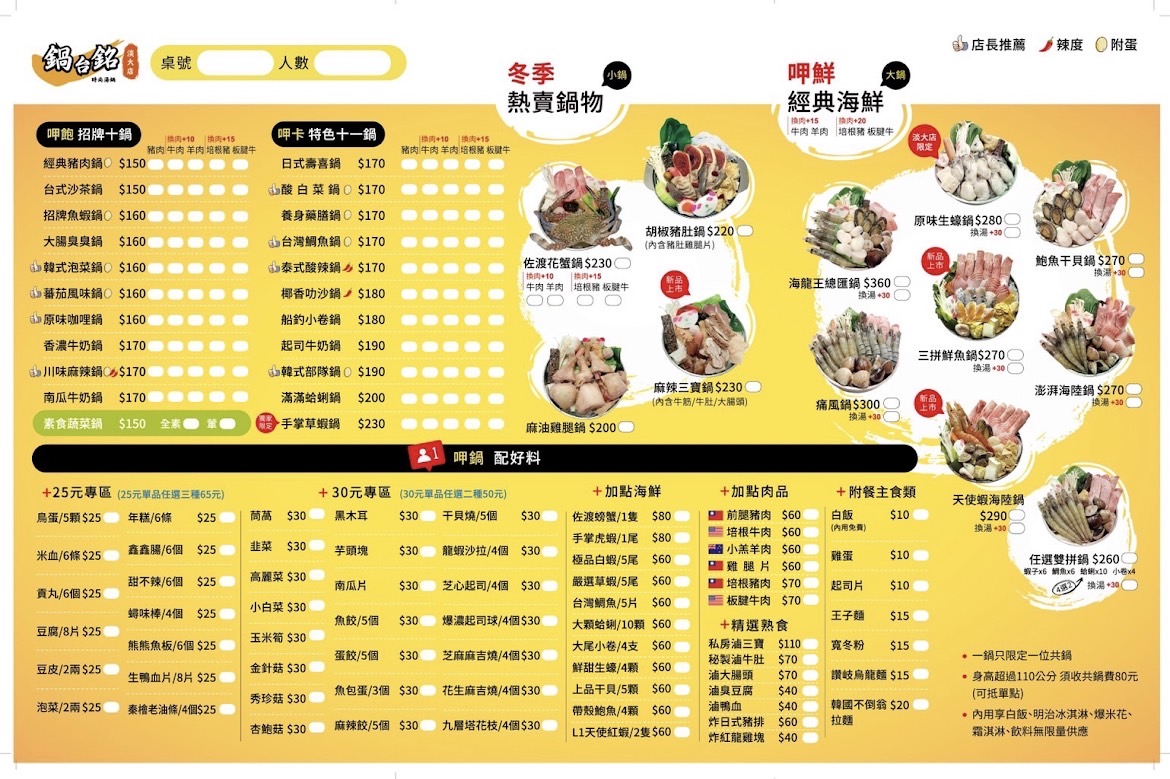 鍋台銘
淡大店
時尚湯鍋
桌號
人數
店長推薦 辣度 附蛋
呷飽 招牌十鍋
換肉+10 換肉+15
豬肉 牛肉 羊肉 培根豬 板腱牛
經典豬肉鍋 $150
台式沙茶鍋 $150
招牌魚蝦鍋 $160
大腸臭臭鍋 $160
韓式泡菜鍋 $160
蕃茄風味鍋 $160
原味咖哩鍋 $160
香濃牛奶鍋 $170
川味麻辣鍋 $170
南瓜牛奶鍋 $170
素食蔬菜鍋 $150 全素 葷
呷卡 特色十一鍋
換肉+10 換肉+15
豬肉 牛肉 羊肉 培根豬 板腱牛
日式壽喜鍋 $170
酸白菜鍋 $170
養身藥膳鍋 $170
台灣鯛魚鍋 $170
泰式酸辣鍋 $170
椰香叻沙鍋 $180
船釣小卷鍋 $180
起司牛奶鍋 $190
韓式部隊鍋 $190
滿滿蛤蜊鍋 $200
獨家限定
手掌草蝦鍋 $230
冬季
熱賣鍋物
小鍋
佐渡花蟹鍋 $230
換肉+10 換肉+15
牛肉 羊肉 培根豬 板腱牛
胡椒豬肚鍋 $220
(內含豬肚雞腿片)
新品上市
麻辣三寶鍋 $230
(內含牛筋/牛肚/大腸頭)
麻油雞腿鍋 $200
呷鮮
經典海鮮
大鍋
換肉+15 換肉+20
牛肉 羊肉 培根豬 板腱牛
淡大店限定
原味生蠔鍋 $280
換湯+30
鮑魚干貝鍋 $270
換湯+30
海龍王總匯鍋 $360
換湯+30
新品上市
三拼鮮魚鍋 $270
換湯+30
澎湃海陸鍋 $270
換湯+30
痛風鍋 $300
換湯+30
新品上市
天使蝦海陸鍋
$290
換湯+30
任選雙拼鍋 $260
蝦子x6 鯛魚x6 蛤蜊x10 小卷x4
4選2
換湯+30
1 呷鍋 配好料
+25元專區 (25元單品任選三種65元)
鳥蛋/5顆 $25
米血/6條 $25
貢丸/6個 $25
豆腐/8片 $25
豆皮/2兩 $25
泡菜/2兩 $25
年糕/6條 $25
鑫鑫腸/6個 $25
甜不辣/6個 $25
蟳味棒/4個 $25
熊熊魚板/6個 $25
生鴨血片/8片 $25
秦檜老油條/4個 $25
+30元專區 (30元單品任選二種50元)
茼萵 $30
韭菜 $30
高麗菜 $30
小白菜 $30
玉米筍 $30
金針菇 $30
秀珍菇 $30
杏鮑菇 $30
黑木耳 $30
芋頭塊 $30
南瓜片 $30
魚餃/5個 $30
蛋餃/5個 $30
魚包蛋/3個 $30
麻辣餃/5個 $30
干貝燒/5個 $30
龍蝦沙拉/4個 $30
芝心起司/4個 $30
爆濃起司球/4個 $30
芝麻麻吉燒/4個 $30
花生麻吉燒/4個 $30
九層塔花枝/4個 $30
+加點海鮮
佐渡螃蟹/1隻 $80
手掌虎蝦/1尾 $80
極品白蝦/5尾 $60
嚴選草蝦/5尾 $60
台灣鯛魚/5片 $60
大顆蛤蜊/10顆 $60
大尾小卷/4支 $60
鮮甜生蠔/4顆 $60
上品干貝/5顆 $60
帶殼鮑魚/4顆 $60
L1天使紅蝦/2隻 $60
+加點肉品
前腿豬肉 $60
培根牛肉 $60
小羔羊肉 $60
雞腿片 $60
培根豬肉 $70
板腱牛肉 $70
+精選熟食
私房滷三寶 $110
秘製滷牛肚 $70
滷大腸頭 $70
滷臭豆腐 $40
滷鴨血 $40
炸日式豬排 $60
炸紅龍雞塊 $40
+附餐主食類
白飯 $10
(內用免費)
雞蛋 $10
起司片 $10
王子麵 $15
寬冬粉 $15
讚岐烏龍麵 $15
韓國不倒翁 $20
拉麵
• 一鍋只限定一位共鍋
• 身高超過110公分 須收共鍋費80元
(可抵單點)
• 內用享白飯、明治冰淇淋、爆米花、
霜淇淋、飲料無限量供應